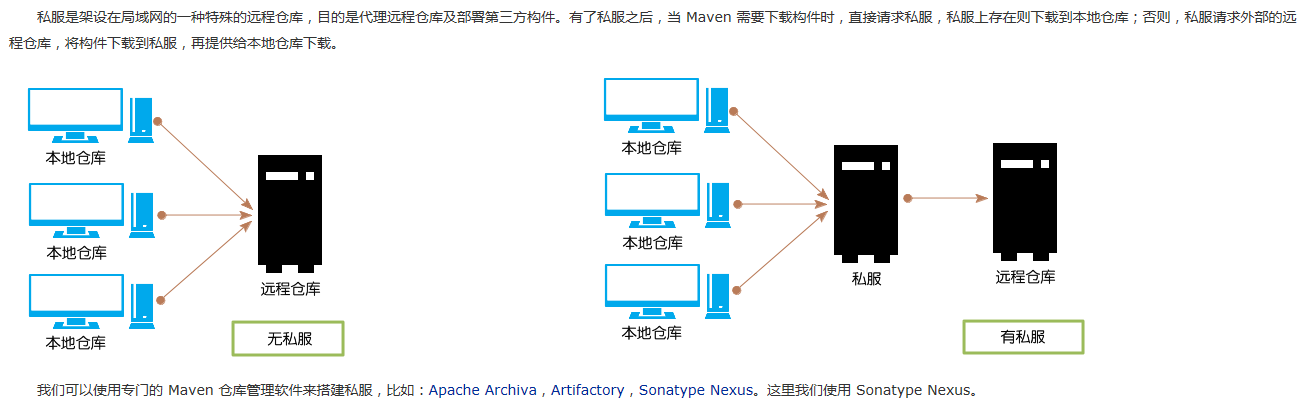 私服是架设在局域网的一种特殊的远程仓库，目的是代理远程仓库及部署第三方构件。有了私服之后，当 Maven 需要下载构件时，直接请求私服，私服上存在则下载到本地仓库；否则，私服请求外部的远
程仓库，将构件下载到私服，再提供给本地仓库下载。
本地仓库
本地仓库
本地仓库
远程仓库
无私服
本地仓库
本地仓库
本地仓库
私服
远程仓库
有私服
我们可以使用专门的 Maven 仓库管理软件来搭建私服，比如：Apache Archiva，Artifactory，Sonatype Nexus。这里我们使用 Sonatype Nexus。